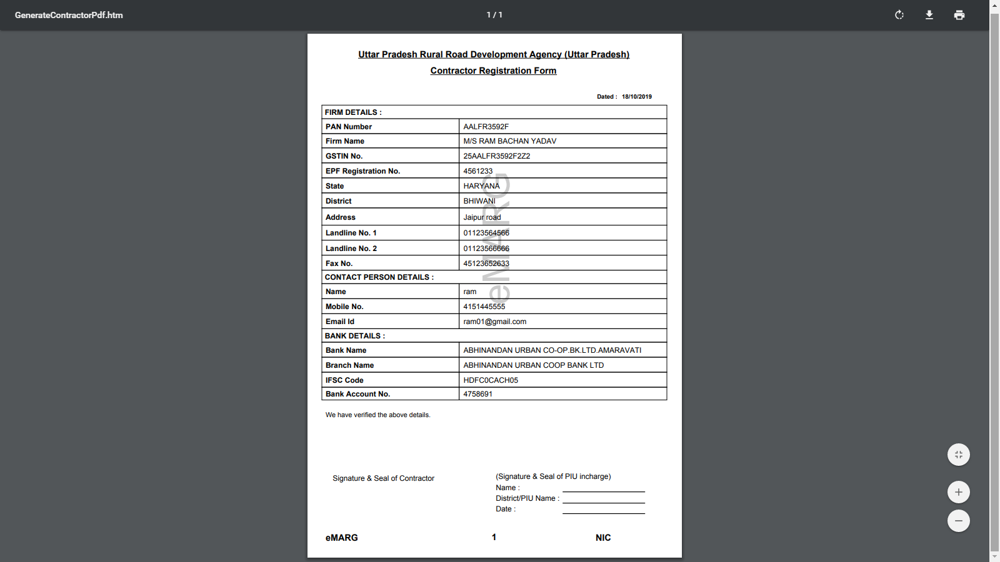 GenerateContractorPdf.htm
1 / 1
Uttar Pradesh Rural Road Development Agency (Uttar Pradesh)
Contractor Registration Form
Dated : 18/10/2019
FIRM DETAILS :
PAN Number AALFR3592F
Firm Name M/S RAM BACHAN YADAV
GSTIN No. 25AALFR3592F2Z2
EPF Registration No. 4561233
State HARYANA
District BHIWANI
Address Jaipur road
Landline No. 1 01123564566
Landline No. 2 01123566666
Fax No. 45123652633
eMARG
CONTACT PERSON DETAILS :
Name ram
Mobile No. 4151445555
Email Id ram01@gmail.com
BANK DETAILS :
Bank Name ABHINANDAN URBAN CO-OP.BK.LTD.AMARAVATI
Branch Name ABHINANDAN URBAN COOP BANK LTD
IFSC Code HDFC0CACH05
Bank Account No. 4758691
We have verified the above details.
Signature & Seal of Contractor
(Signature & Seal of PIU incharge)
Name :
District/PIU Name :
Date :
eMARG 1 NIC